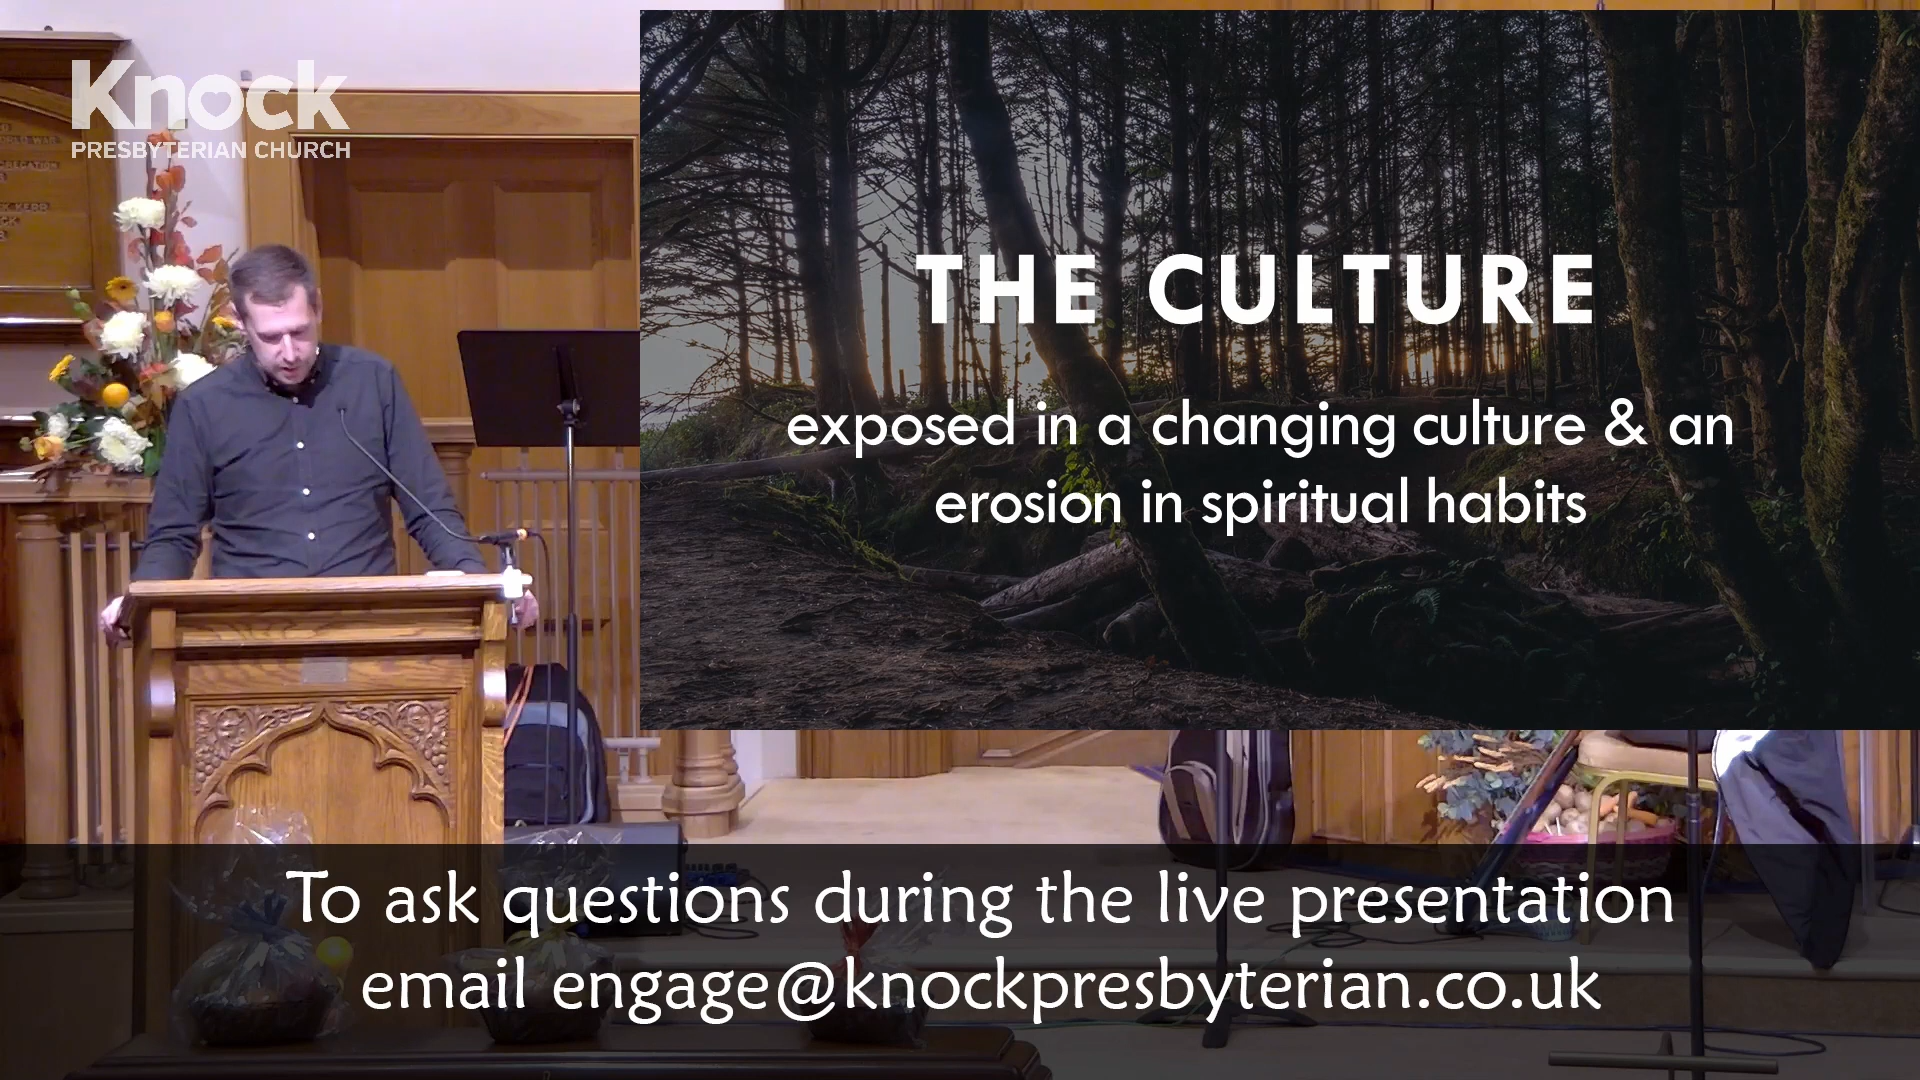 Knock
PRESBYTERIAN CHURCH
THE CULTURE
exposed in a changing culture & an
erosion in spiritual habits
To ask questions during the live presentation
email engage@knockpresbyterian.co.uk